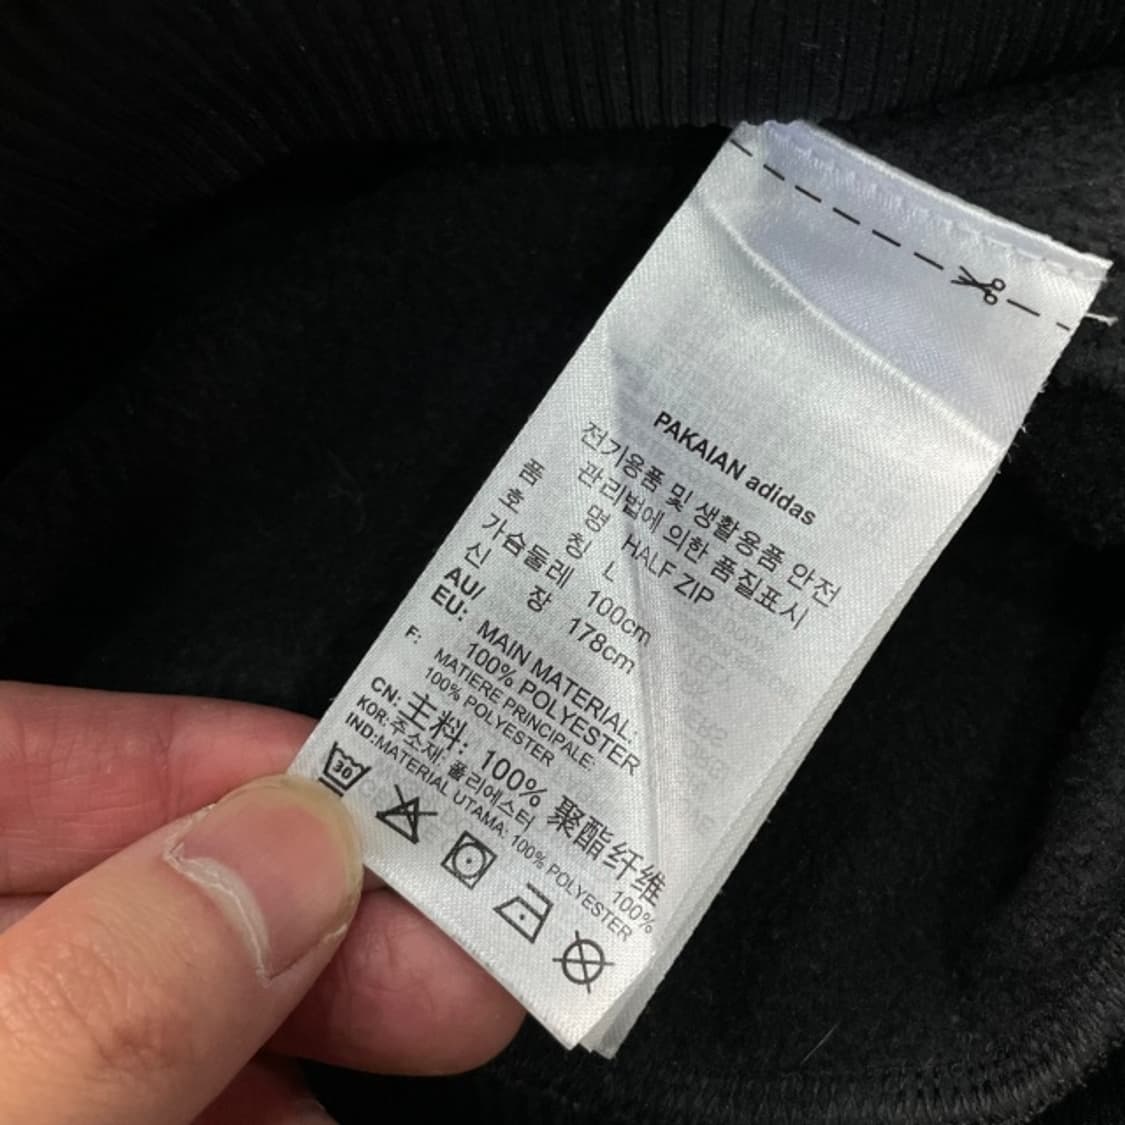 PAKAIAN adidas
전기용품 및 생활용품 안전
관리법에 의한 품질표시
품 명 HALF ZIP
호 칭 L
가슴둘레 100cm
신 장 178cm
AU/
EU: MAIN MATERIAL:
100% POLYESTER
F: MATIERE PRINCIPALE:
100% POLYESTER
CN: 主料: 100% 聚酯纤维
KOR: 주소재: 폴리에스터 100%
IND: MATERIAL UTAMA: 100% POLYESTER
30